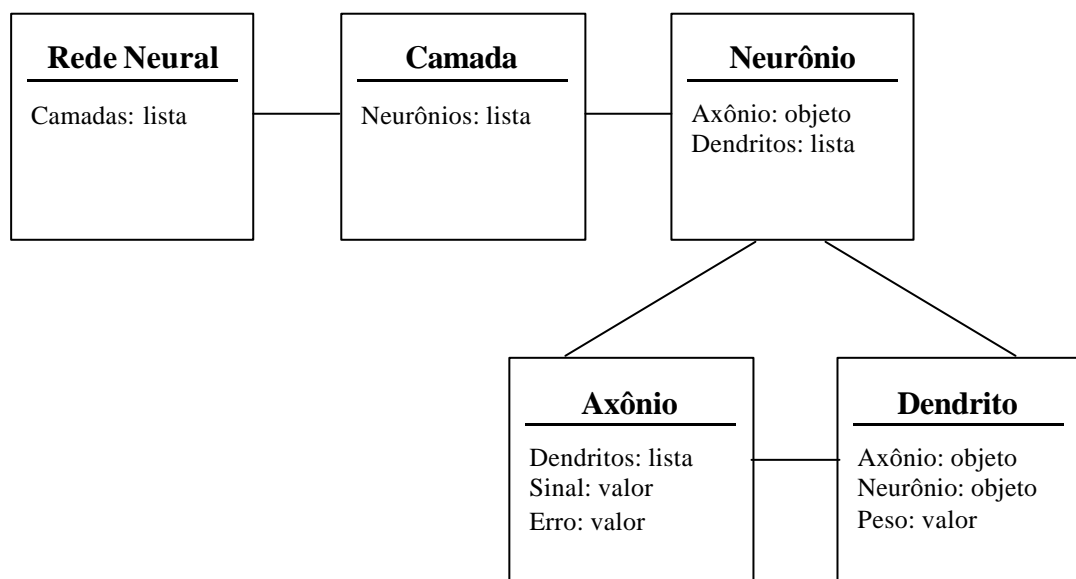 Rede Neural
Camadas: lista
Camada
Neurônios: lista
Neurônio
Axônio: objeto
Dendritos: lista
Axônio
Dendritos: lista
Sinal: valor
Erro: valor
Dendrito
Axônio: objeto
Neurônio: objeto
Peso: valor